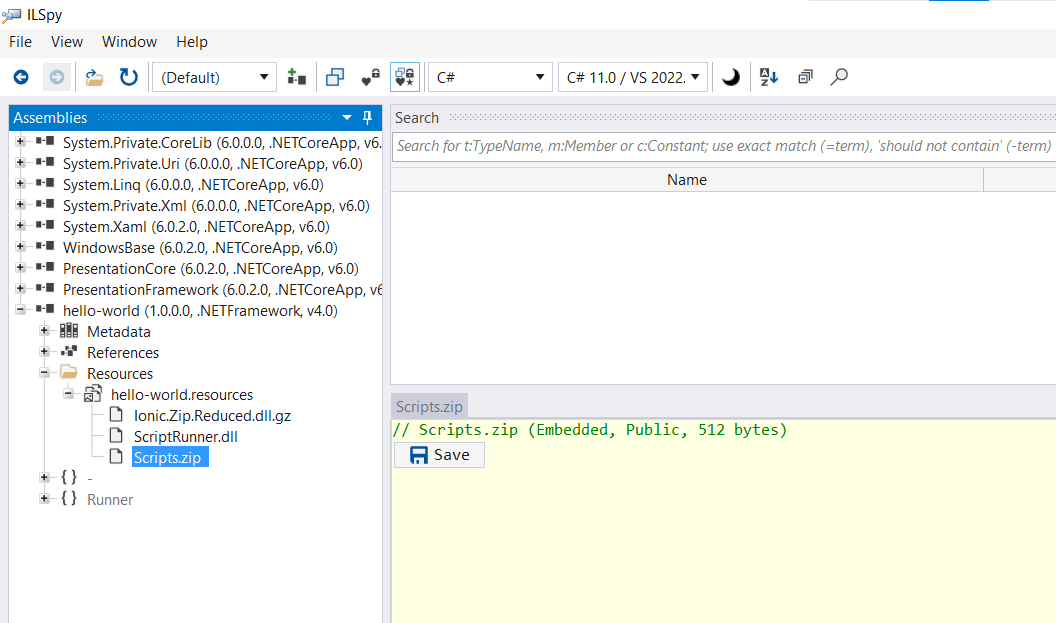 ILSpy
File View Window Help
(Default) C# C# 11.0 / VS 2022.
Assemblies
System.Private.CoreLib (6.0.0.0, .NETCoreApp, v6.
System.Private.Uri (6.0.0.0, .NETCoreApp, v6.0)
System.Linq (6.0.0.0, .NETCoreApp, v6.0)
System.Private.Xml (6.0.0.0, .NETCoreApp, v6.0)
System.Xaml (6.0.2.0, .NETCoreApp, v6.0)
WindowsBase (6.0.2.0, .NETCoreApp, v6.0)
PresentationCore (6.0.2.0, .NETCoreApp, v6.0)
PresentationFramework (6.0.2.0, .NETCoreApp, v6
hello-world (1.0.0.0, .NETFramework, v4.0)
Metadata
References
Resources
hello-world.resources
Ionic.Zip.Reduced.dll.gz
ScriptRunner.dll
Scripts.zip
{ } -
{ } Runner
Search
Search for t:TypeName, m:Member or c:Constant; use exact match (=term), 'should not contain' (-term)
Name
Scripts.zip
// Scripts.zip (Embedded, Public, 512 bytes)
Save